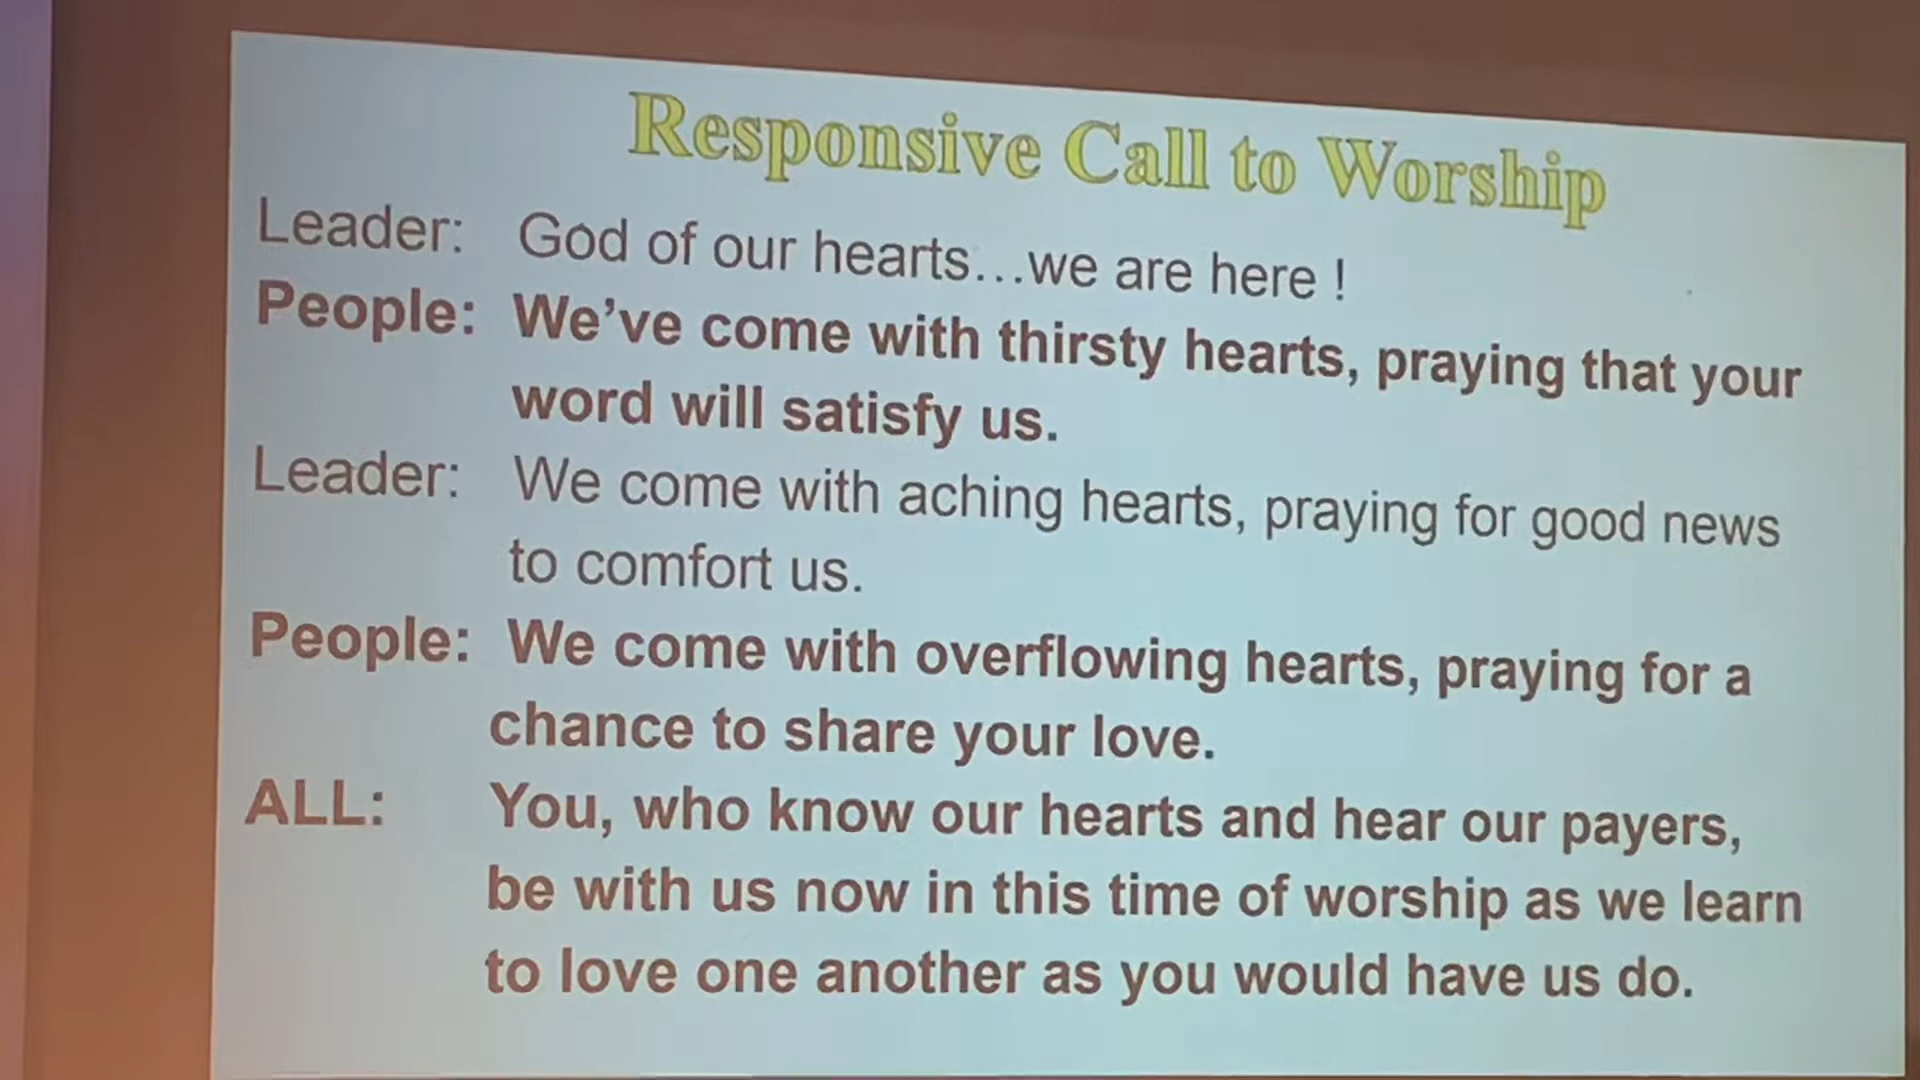 Responsive Call to Worship
Leader: God of our hearts...we are here !
People: We've come with thirsty hearts, praying that your
word will satisfy us.
Leader: We come with aching hearts, praying for good news
to comfort us.
People: We come with overflowing hearts, praying for a
chance to share your love.
ALL: You, who know our hearts and hear our payers,
be with us now in this time of worship as we learn
to love one another as you would have us do.